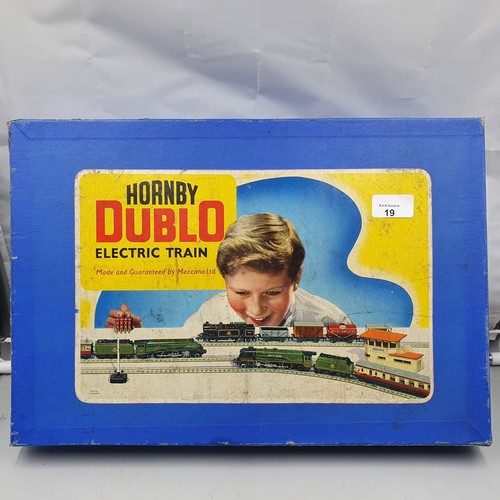 HORNBY
DUBLO
ELECTRIC TRAIN
Made and Guaranteed by Meccano Ltd.
19